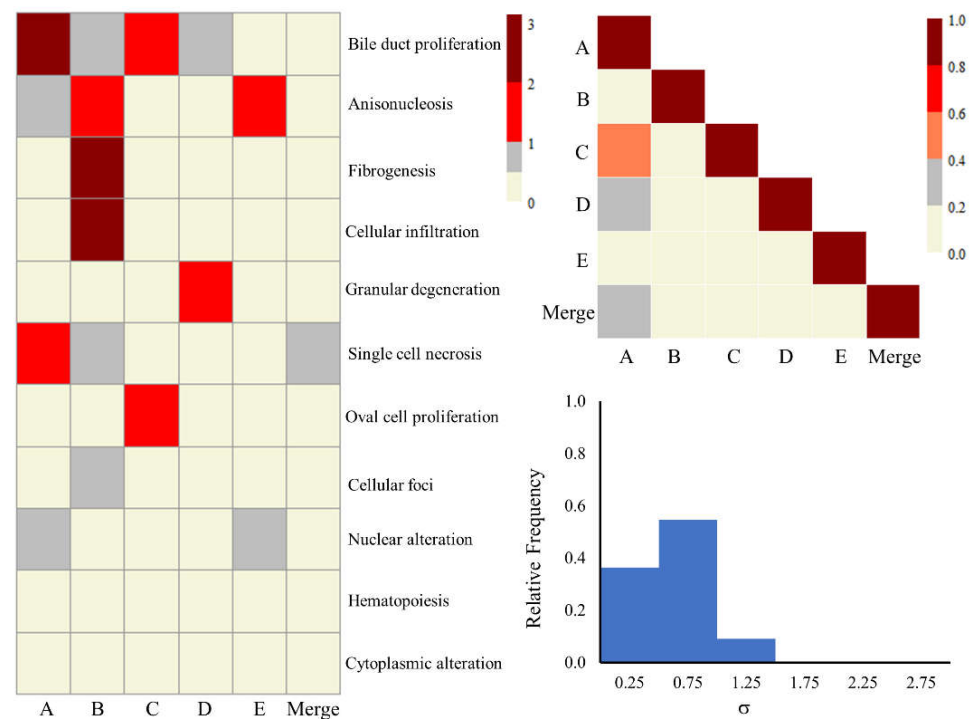 3
2
1
0
Bile duct proliferation
Anisonucleosis
Fibrogenesis
Cellular infiltration
Granular degeneration
Single cell necrosis
Oval cell proliferation
Cellular foci
Nuclear alteration
Hematopoiesis
Cytoplasmic alteration
A B C D E Merge
A
B
C
D
E
Merge
A B C D E Merge
1.0
0.8
0.6
0.4
0.2
0.0
Relative Frequency
1.0
0.8
0.6
0.4
0.2
0.0
0.25 0.75 1.25 1.75 2.25 2.75
σ